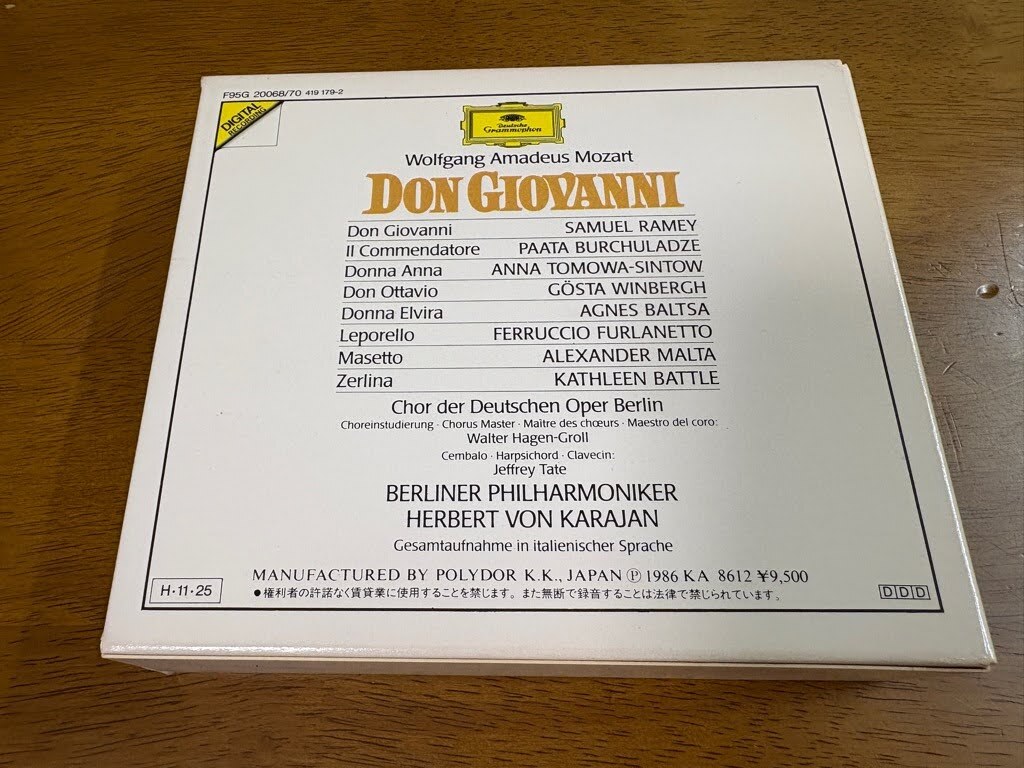 F95G 20068/70 419 179-2
DIGITAL
RECORDING
Deutsche
Grammophon
Wolfgang Amadeus Mozart
DON GIOVANNI
Don Giovanni SAMUEL RAMEY
Il Commendatore PAATA BURCHULADZE
Donna Anna ANNA TOMOWA-SINTOW
Don Ottavio GÖSTA WINBERGH
Donna Elvira AGNES BALTSA
Leporello FERRUCCIO FURLANETTO
Masetto ALEXANDER MALTA
Zerlina KATHLEEN BATTLE
Chor der Deutschen Oper Berlin
Choreinstudierung · Chorus Master · Maître des chœurs · Maestro del coro:
Walter Hagen-Groll
Cembalo · Harpsichord · Clavecin:
Jeffrey Tate
BERLINER PHILHARMONIKER
HERBERT VON KARAJAN
Gesamtaufnahme in italienischer Sprache
MANUFACTURED BY POLYDOR K.K., JAPAN Ⓟ 1986 KA 8612 ¥9,500
H·11·25 ●権利者の許諾なく賃貸業に使用することを禁じます。また無断で録音することは法律で禁じられています。 DDD